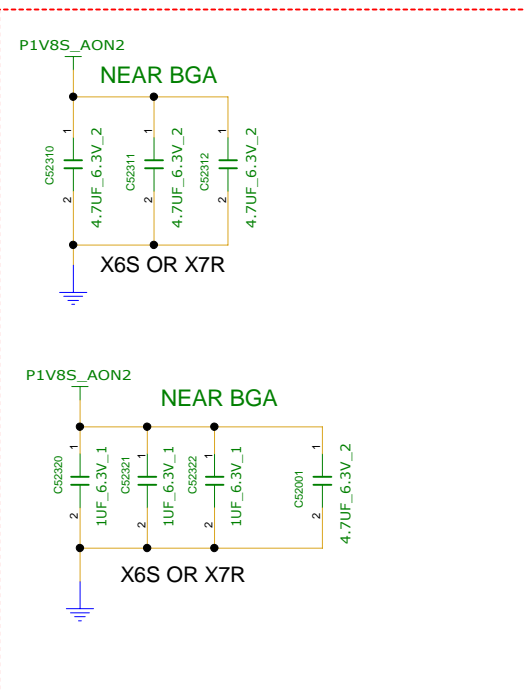 P1V8S_AON2
NEAR BGA
1
1
1
C52310
4.7UF_6.3V_2
C52311
4.7UF_6.3V_2
C52312
4.7UF_6.3V_2
2
2
2
X6S OR X7R
P1V8S_AON2
NEAR BGA
1
1
1
1
C52320
1UF_6.3V_1
C52321
1UF_6.3V_1
C52322
1UF_6.3V_1
C52001
4.7UF_6.3V_2
2
2
2
2
X6S OR X7R